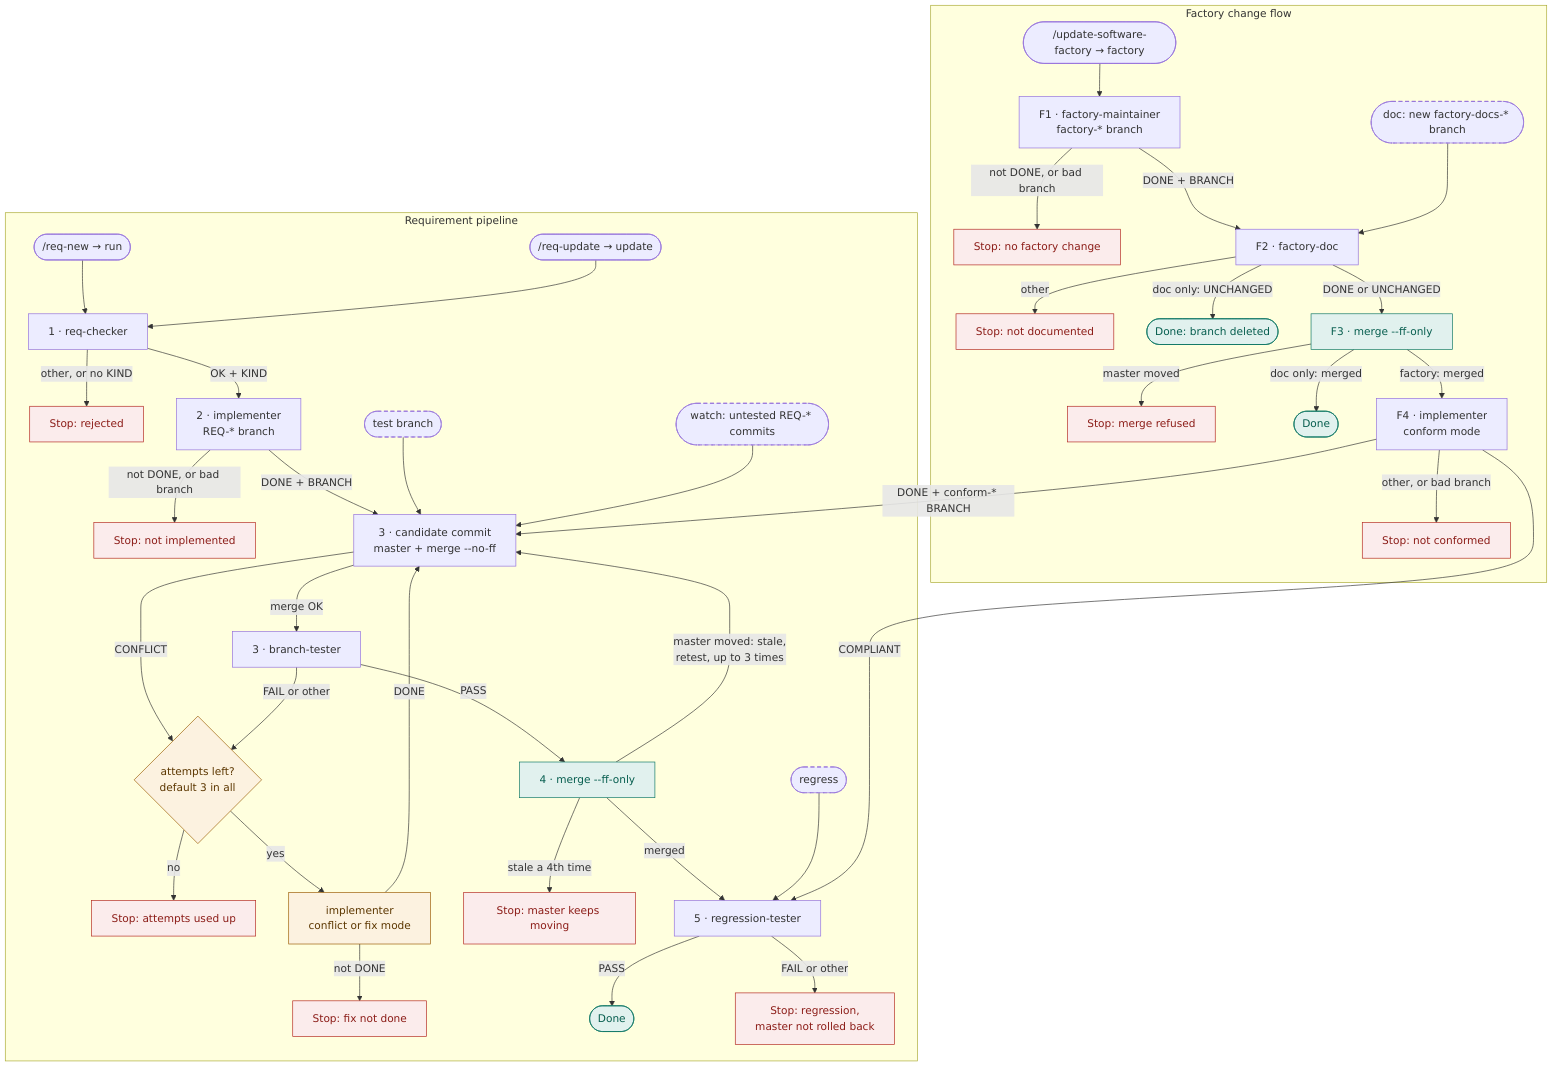 Factory change flow
/update-software-
factory → factory
F1 · factory-maintainer
factory-* branch
doc: new factory-docs-*
branch
not DONE, or bad
branch
DONE + BRANCH
Stop: no factory change
F2 · factory-doc
other
doc only: UNCHANGED
DONE or UNCHANGED
Stop: not documented
Done: branch deleted
F3 · merge --ff-only
master moved
doc only: merged
factory: merged
Stop: merge refused
Done
F4 · implementer
conform mode
DONE + conform-*
BRANCH
other, or bad branch
Stop: not conformed
COMPLIANT
Requirement pipeline
/req-new → run
/req-update → update
1 · req-checker
other, or no KIND
OK + KIND
Stop: rejected
2 · implementer
REQ-* branch
test branch
watch: untested REQ-*
commits
not DONE, or bad
branch
DONE + BRANCH
Stop: not implemented
3 · candidate commit
master + merge --no-ff
merge OK
CONFLICT
3 · branch-tester
master moved: stale,
retest, up to 3 times
FAIL or other
DONE
PASS
attempts left?
default 3 in all
4 · merge --ff-only
regress
no
yes
stale a 4th time
merged
Stop: attempts used up
implementer
conflict or fix mode
Stop: master keeps
moving
5 · regression-tester
not DONE
PASS
FAIL or other
Stop: fix not done
Done
Stop: regression,
master not rolled back